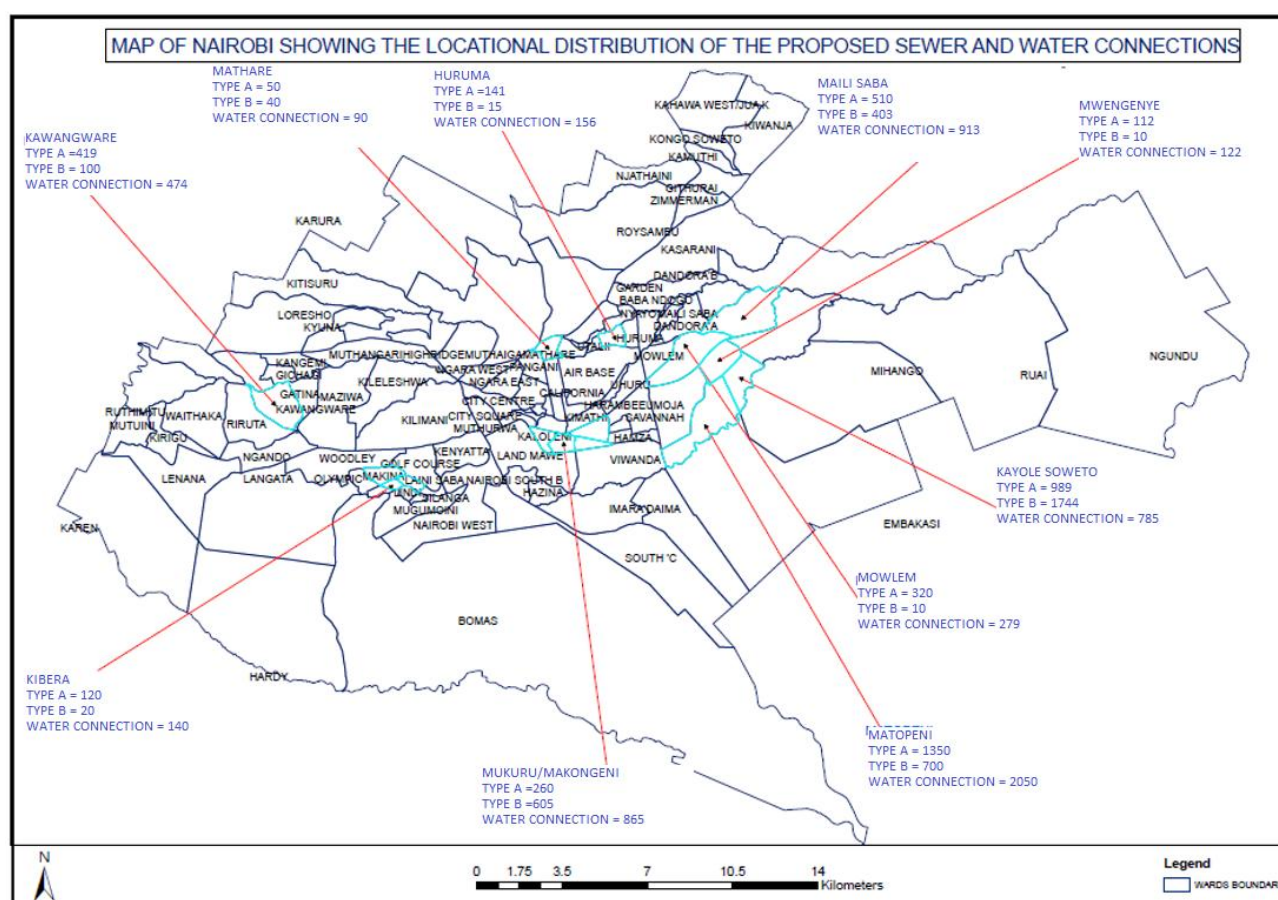 MAP OF NAIROBI SHOWING THE LOCATIONAL DISTRIBUTION OF THE PROPOSED SEWER AND WATER CONNECTIONS
MATHARE
TYPE A = 50
TYPE B = 40
WATER CONNECTION = 90
HURUMA
TYPE A =141
TYPE B = 15
WATER CONNECTION = 156
MAILI SABA
TYPE A = 510
TYPE B = 403
WATER CONNECTION = 913
MWENGENYE
TYPE A = 112
TYPE B = 10
WATER CONNECTION = 122
KAWANGWARE
TYPE A =419
TYPE B = 100
WATER CONNECTION = 474
KAHAWA WEST/JUA K
KIWANJA
KONGO SOWETO
KAMUTHI
NJATHAINI
GITHURAI
ZIMMERMAN
KARURA
ROYSAMBU
KASARANI
DANDORA B
KITISURU
GARDEN
BABA NDOGO
LORESHO
KYUNA
NYAYO
MAILI SABA
DANDORA A
HURUMA
UTALII
MUTHANGARI
HIGHRIDGE
MUTHAIGA
MATHARE
MOWLEM
NGUNDU
KANGEMI
GICHAGI
NGARA WEST
PANGANI
AIR BASE
MIHANGO
RUAI
KILELESHWA
NGARA EAST
UHURU
GATINA
MAZIWA
CITY CENTRE
CALIFORNIA
RUTHIMITU
WAITHAKA
KAWANGWARE
HARAMBEE
UMOJA
MUTUINI
RIRUTA
KILIMANI
CITY SQUARE
KIMATHI
SAVANNAH
KIRIGU
MUTHURWA
KALOLENI
HAMZA
NGANDO
WOODLEY
KENYATTA
LAND MAWE
VIWANDA
GOLF COURSE
LENANA
LANGATA
OLYMPIC
MAKINA
LAINI SABA
NAIROBI SOUTH B
HAZINA
SILANGA
MUGUMOINI
IMARA DAIMA
KAREN
NAIROBI WEST
EMBAKASI
SOUTH 'C
BOMAS
HARDY
KAYOLE SOWETO
TYPE A = 989
TYPE B = 1744
WATER CONNECTION = 785
MOWLEM
TYPE A = 320
TYPE B = 10
WATER CONNECTION = 279
KIBERA
TYPE A = 120
TYPE B = 20
WATER CONNECTION = 140
MATOPENI
TYPE A = 1350
TYPE B = 700
WATER CONNECTION = 2050
MUKURU/MAKONGENI
TYPE A =260
TYPE B =605
WATER CONNECTION = 865
N
0 1.75 3.5 7 10.5 14
Kilometers
Legend
WARDS BOUNDAR